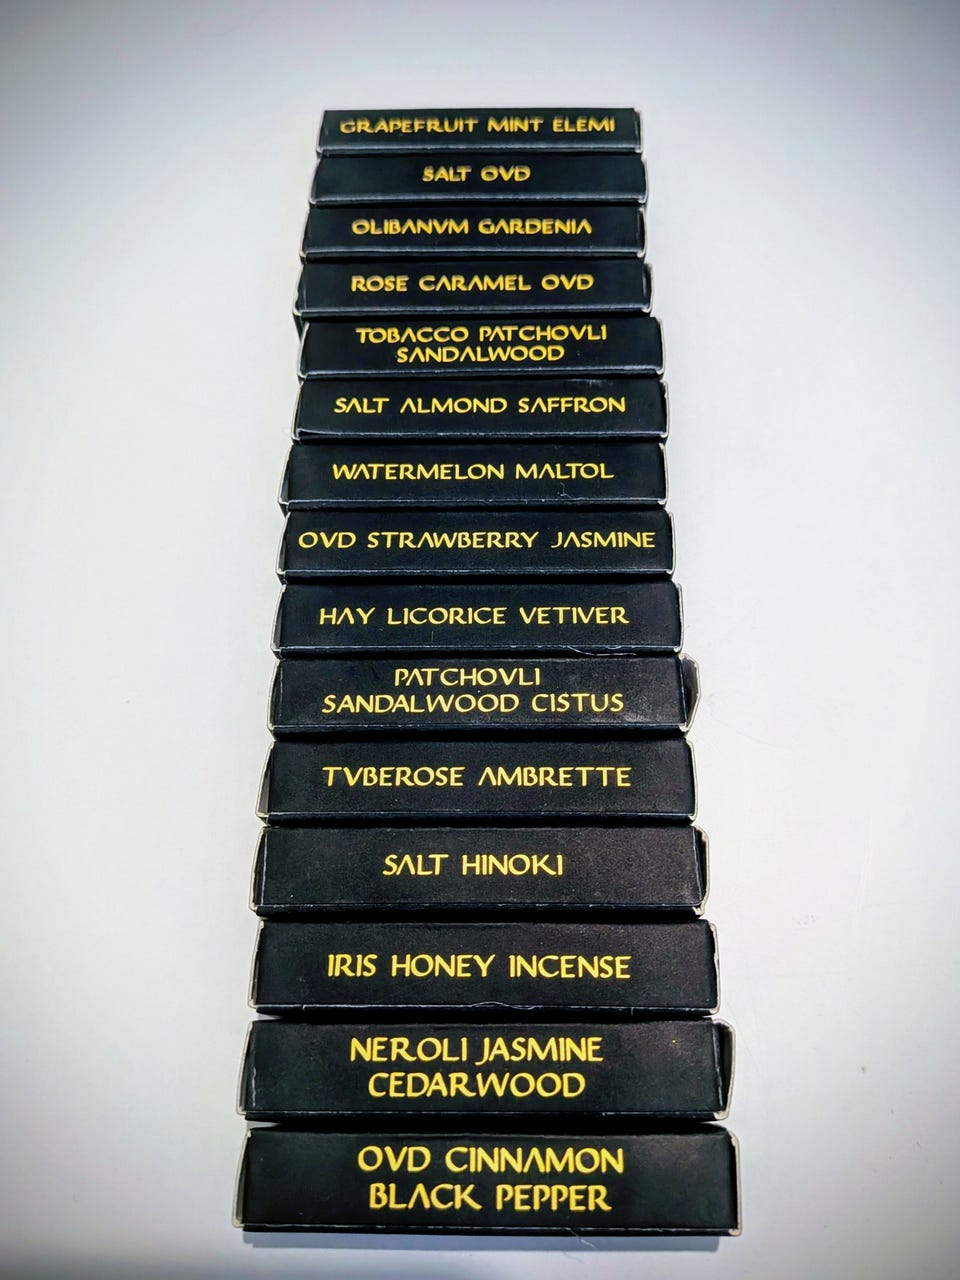 GRAPEFRUIT MINT ELEMI
SALT OVD
OLIBANVM GARDENIA
ROSE CARAMEL OVD
TOBACCO PATCHOVLI
SANDALWOOD
SALT ALMOND SAFFRON
WATERMELON MALTOL
OVD STRAWBERRY JASMINE
HAY LICORICE VETIVER
PATCHOVLI
SANDALWOOD CISTUS
TVBEROSE AMBRETTE
SALT HINOKI
IRIS HONEY INCENSE
NEROLI JASMINE
CEDARWOOD
OVD CINNAMON
BLACK PEPPER